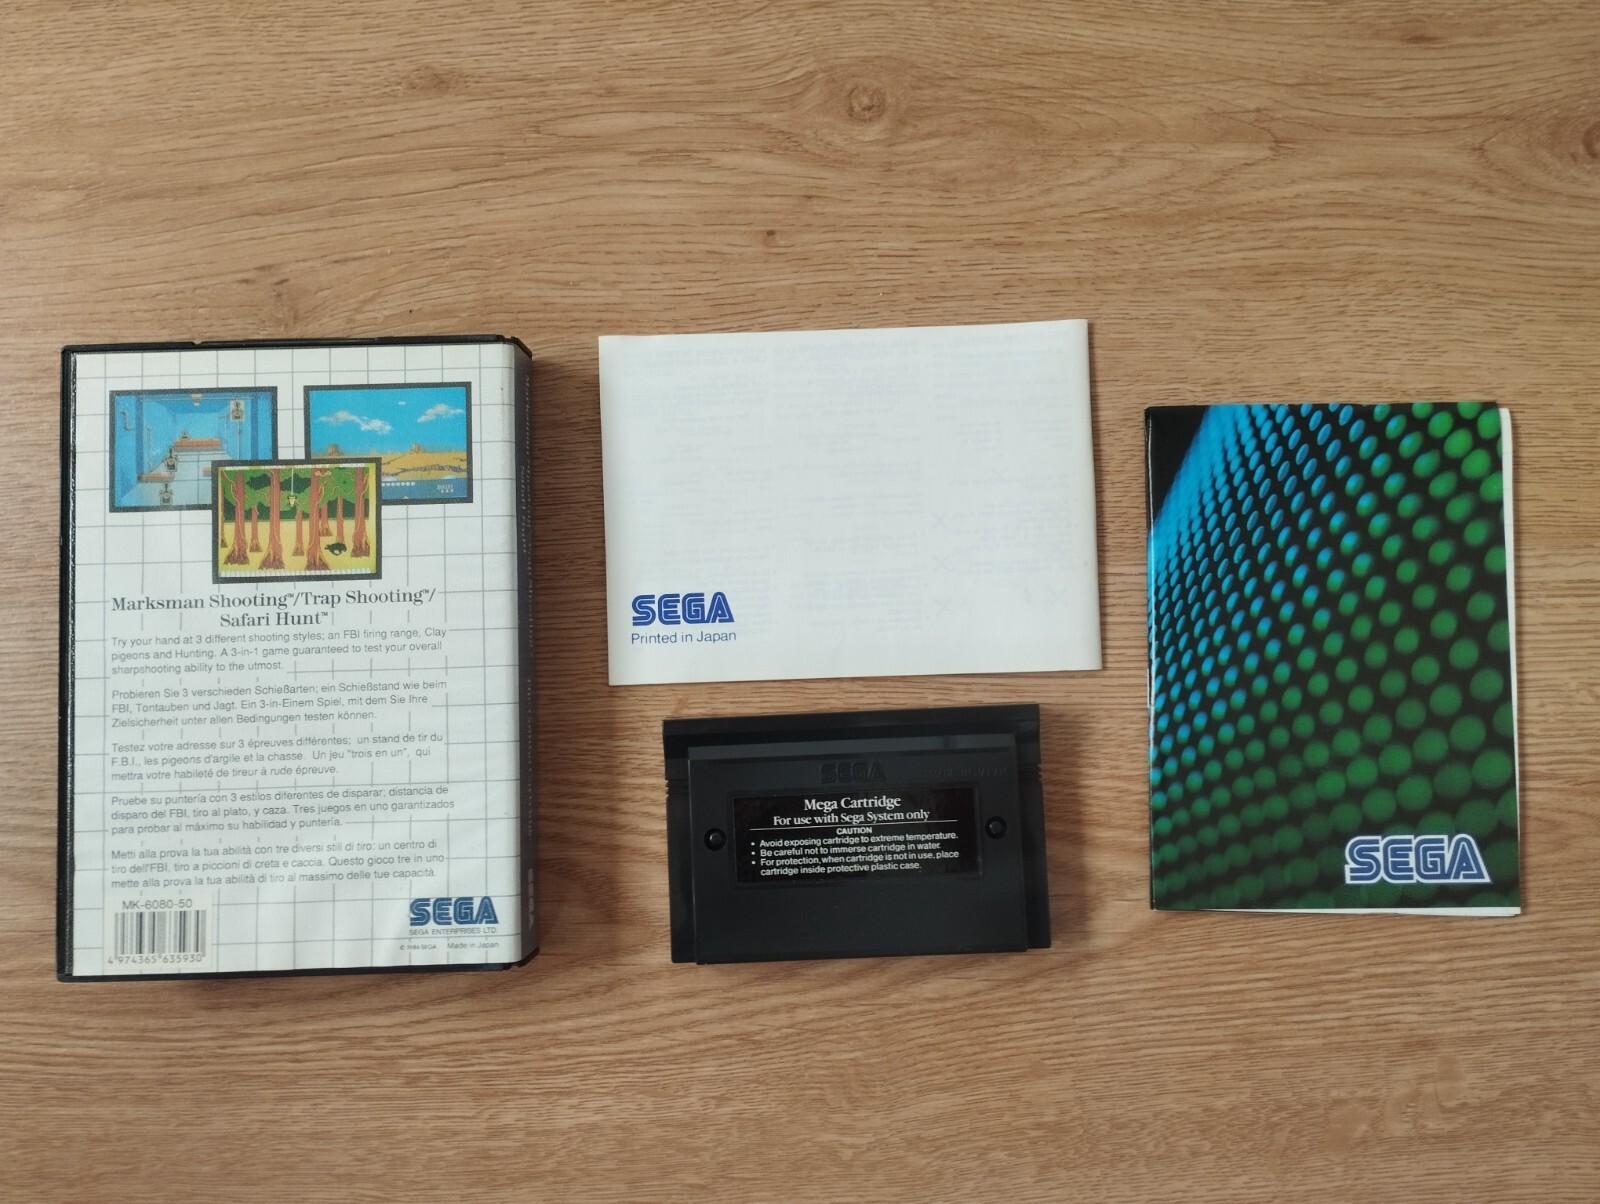 Marksman Shooting™/Trap Shooting™/
Safari Hunt™
Try your hand at 3 different shooting styles; an FBI firing range, Clay
pigeons and Hunting. A 3-in-1 game guaranteed to test your overall
sharpshooting ability to the utmost.
Probieren Sie 3 verschieden Schießarten; ein Schießstand wie beim
FBI, Tontauben und Jagt. Ein 3-in-Einem Spiel, mit dem Sie Ihre
Zielsicherheit unter allen Bedingungen testen können.
Testez votre adresse sur 3 épreuves différentes; un stand de tir du
F.B.I., les pigeons d'argile et la chasse. Un jeu "trois en un", qui
mettra votre habileté de tireur à rude épreuve.
Pruebe su puntería con 3 estilos diferentes de disparar; distancia de
disparo del FBI, tiro al plato, y caza. Tres juegos en uno garantizados
para probar al máximo su habilidad y puntería.
Metti alla prova la tua abilità con tre diversi stili di tiro: un centro di
tiro dell'FBI, tiro a piccioni di creta e caccia. Questo gioco tre in uno
mette alla prova la tua abilità di tiro al massimo delle tue capacità.
MK-6080-50
4 974365 635930
SEGA
SEGA ENTERPRISES LTD.
© 1986 SEGA Made in Japan
SEGA
Printed in Japan
SEGA
Mega Cartridge
For use with Sega System only
CAUTION
• Avoid exposing cartridge to extreme temperature.
• Be careful not to immerse cartridge in water.
• For protection, when cartridge is not in use, place
cartridge inside protective plastic case.
SEGA